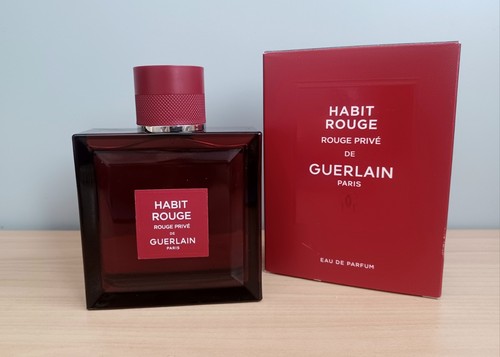 HABIT
ROUGE
ROUGE PRIVÉ
DE
GUERLAIN
PARIS
HABIT
ROUGE
ROUGE PRIVÉ
DE
GUERLAIN
PARIS
EAU DE PARFUM